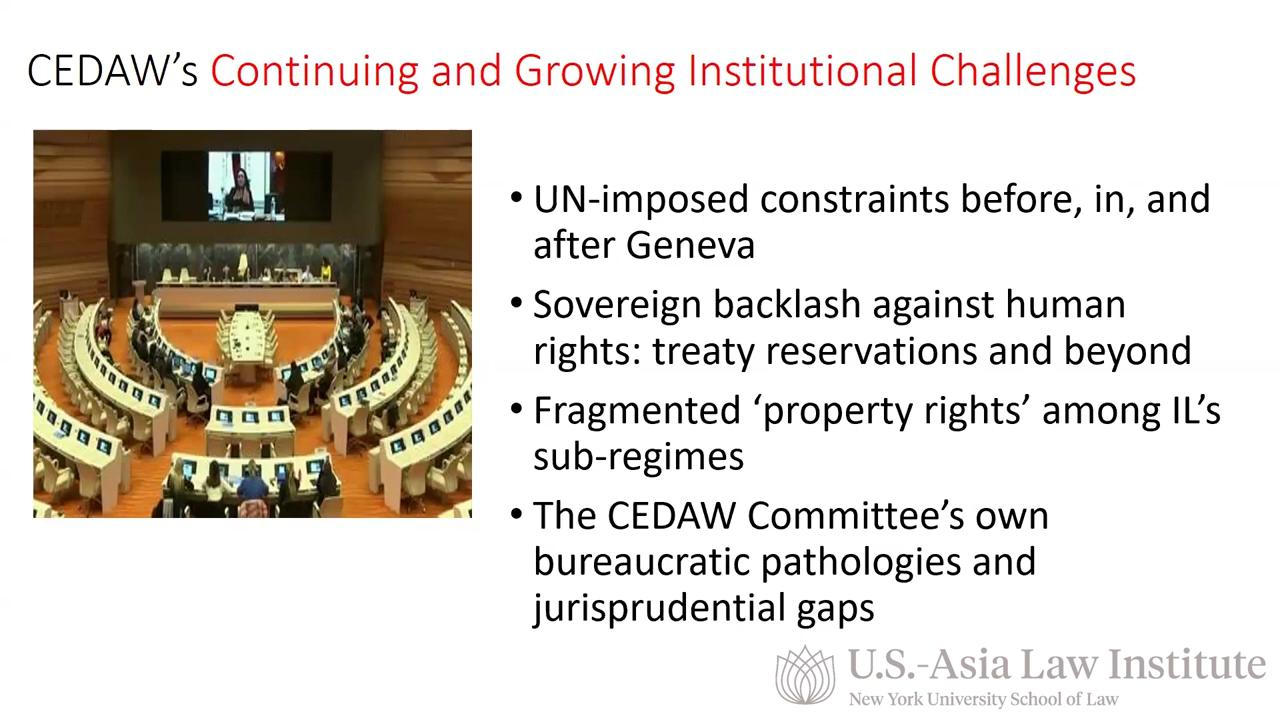 CEDAW’s Continuing and Growing Institutional Challenges
• UN-imposed constraints before, in, and
after Geneva
• Sovereign backlash against human
rights: treaty reservations and beyond
• Fragmented ‘property rights’ among IL’s
sub-regimes
• The CEDAW Committee’s own
bureaucratic pathologies and
jurisprudential gaps
U.S.-Asia Law Institute
New York University School of Law